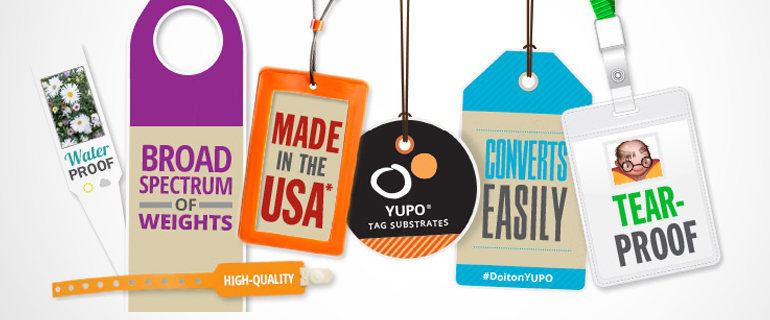 Water
PROOF
BROAD
SPECTRUM
OF
WEIGHTS
HIGH-QUALITY
MADE
IN THE
USA*
YUPO®
TAG SUBSTRATES
CONVERTS
EASILY
#DoitonYUPO
TEAR-
PROOF